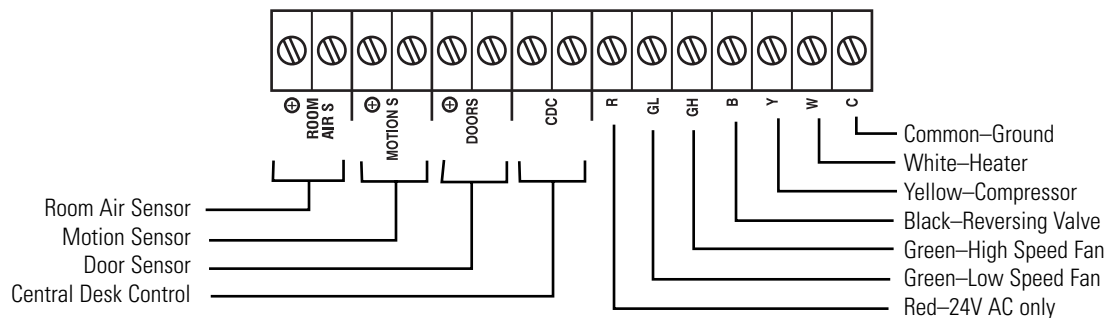 ROOM
AIR S
MOTION S
DOORS
CDC
R
GL
GH
B
Y
W
C
Room Air Sensor
Motion Sensor
Door Sensor
Central Desk Control
Common–Ground
White–Heater
Yellow–Compressor
Black–Reversing Valve
Green–High Speed Fan
Green–Low Speed Fan
Red–24V AC only